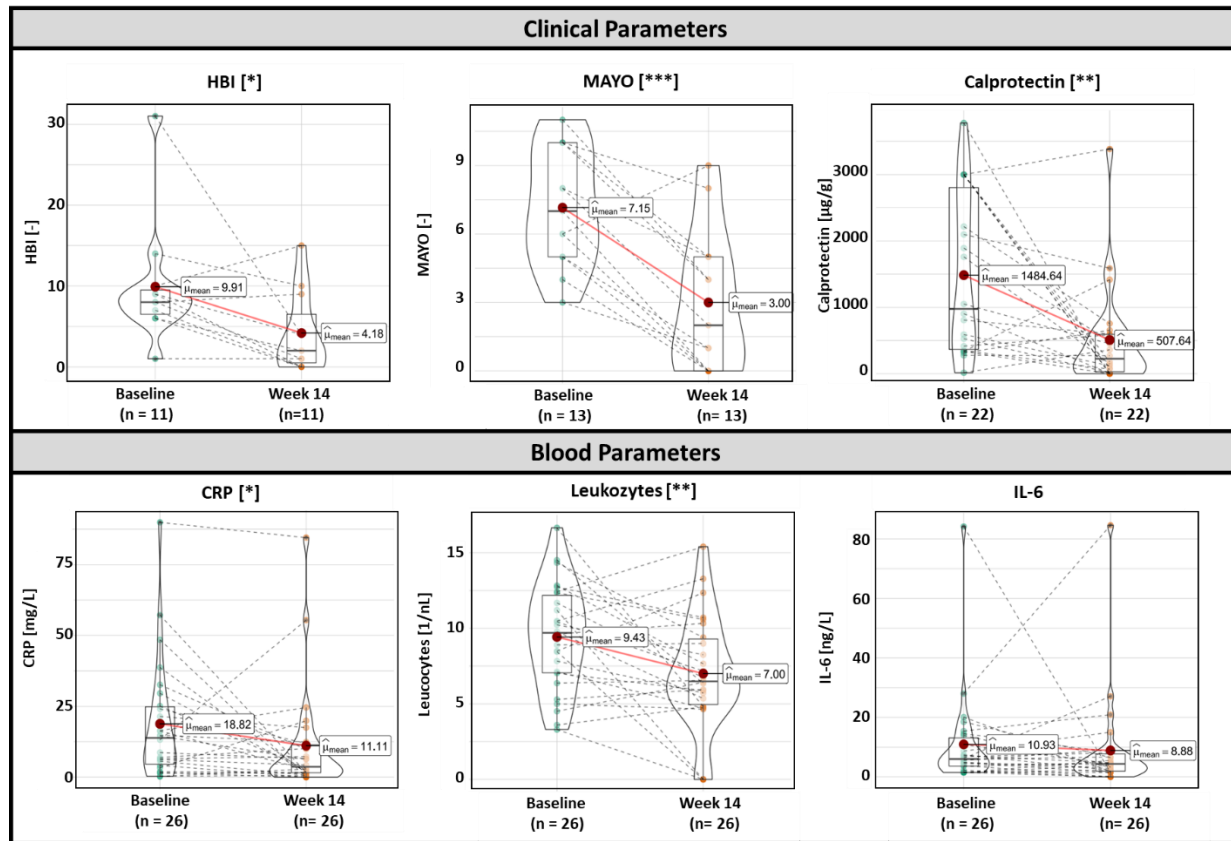 Clinical Parameters
HBI [*]
HBI [-]
30
20
10
0
μ̂mean = 9.91
μ̂mean = 4.18
Baseline
(n = 11)
Week 14
(n=11)
MAYO [***]
MAYO [-]
9
6
3
0
μ̂mean = 7.15
μ̂mean = 3.00
Baseline
(n = 13)
Week 14
(n= 13)
Calprotectin [**]
Calprotectin [µg/g]
3000
2000
1000
0
μ̂mean = 1484.64
μ̂mean = 507.64
Baseline
(n = 22)
Week 14
(n= 22)
Blood Parameters
CRP [*]
CRP [mg/L]
75
50
25
0
μ̂mean = 18.82
μ̂mean = 11.11
Baseline
(n = 26)
Week 14
(n= 26)
Leukozytes [**]
Leucocytes [1/nL]
15
10
5
0
μ̂mean = 9.43
μ̂mean = 7.00
Baseline
(n = 26)
Week 14
(n= 26)
IL-6
IL-6 [ng/L]
80
60
40
20
0
μ̂mean = 10.93
μ̂mean = 8.88
Baseline
(n = 26)
Week 14
(n= 26)